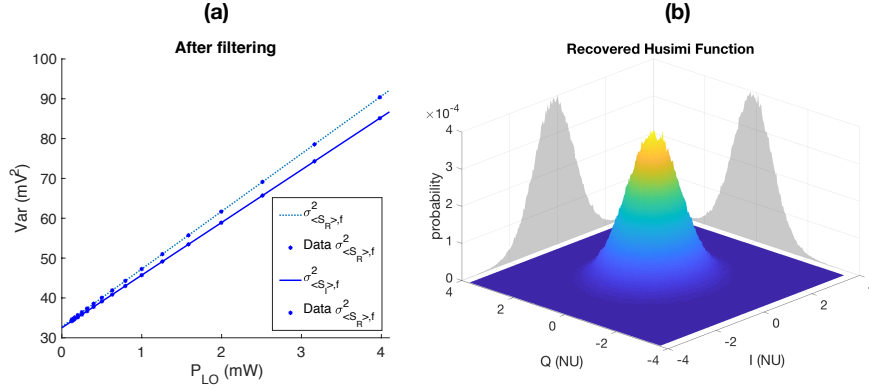 (a)
After filtering
Var (mV²)
100
90
80
70
60
50
40
30
0
1
2
3
4
P_LO (mW)
σ²_<S_R>,f
Data σ²_<S_R>,f
σ²_<S_I>,f
Data σ²_<S_R>,f
(b)
Recovered Husimi Function
×10⁻⁴
probability
4
3
2
1
0
4
2
0
-2
-4
Q (NU)
-4
-2
0
2
I (NU)